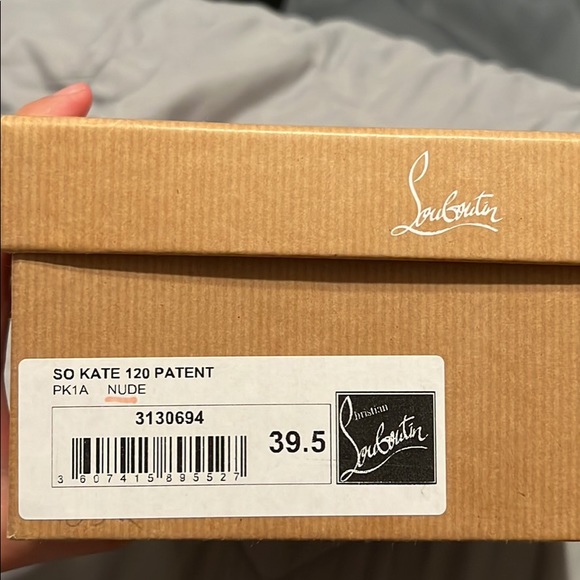 Louboutin
SO KATE 120 PATENT
PK1A NUDE
3130694
39.5
3 607415 895527
Christian
Louboutin